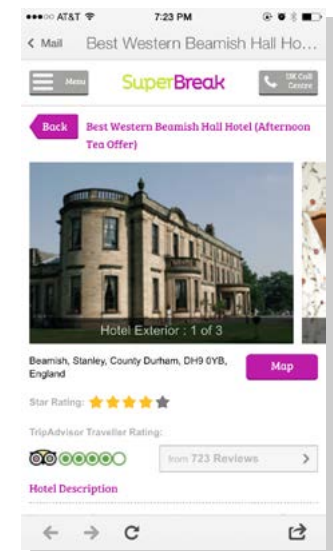 AT&T 7:23 PM
Mail Best Western Beamish Hall Ho...
Menu SuperBreak UK Call
Centre
Back Best Western Beamish Hall Hotel (Afternoon
Tea Offer)
Hotel Exterior : 1 of 3
Beamish, Stanley, County Durham, DH9 0YB,
England
Map
Star Rating:
TripAdvisor Traveller Rating:
from 723 Reviews
Hotel Description